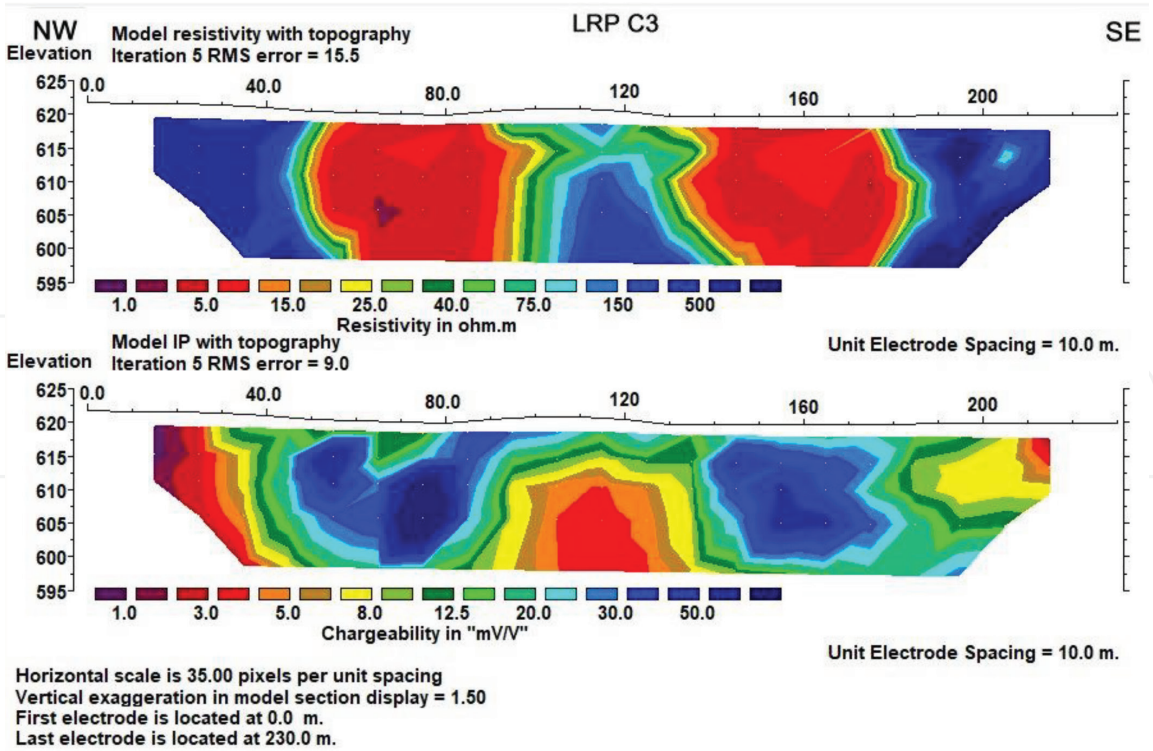 LRP C3
NW
SE
Model resistivity with topography
Elevation
Iteration 5 RMS error = 15.5
0.0 40.0 80.0 120 160 200
625
620
615
610
605
600
595
1.0 5.0 15.0 25.0 40.0 75.0 150 500
Resistivity in ohm.m
Unit Electrode Spacing = 10.0 m.
Model IP with topography
Elevation
Iteration 5 RMS error = 9.0
0.0 40.0 80.0 120 160 200
625
620
615
610
605
600
595
1.0 3.0 5.0 8.0 12.5 20.0 30.0 50.0
Chargeability in "mV/V"
Unit Electrode Spacing = 10.0 m.
Horizontal scale is 35.00 pixels per unit spacing
Vertical exaggeration in model section display = 1.50
First electrode is located at 0.0 m.
Last electrode is located at 230.0 m.